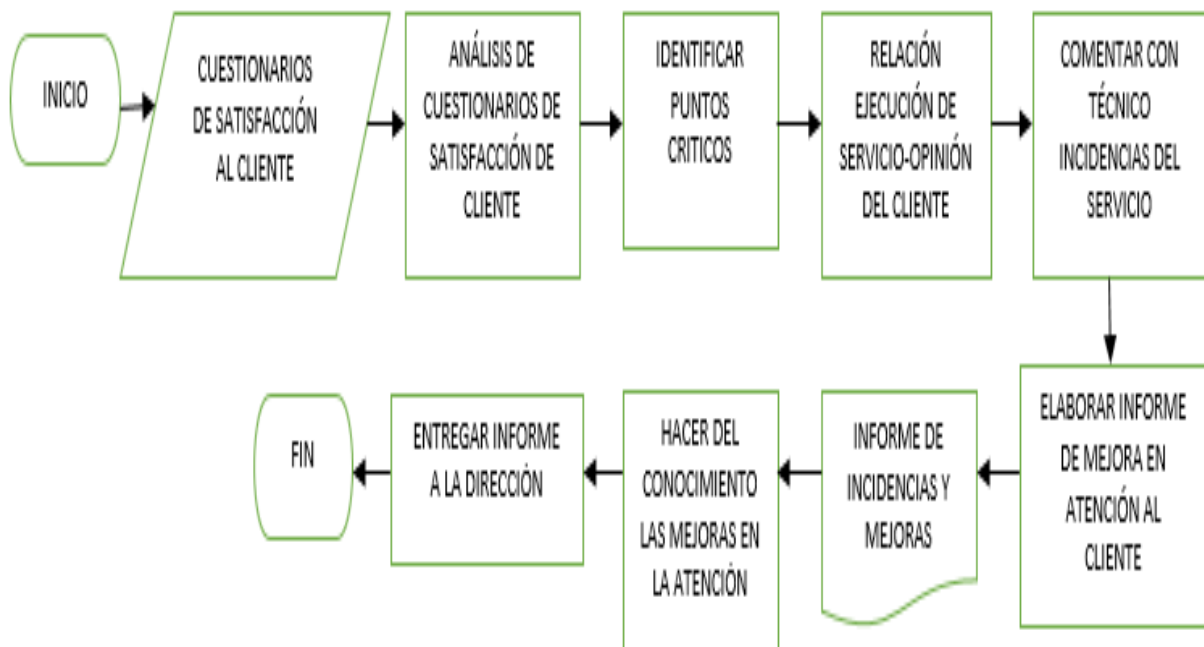 INICIO
CUESTIONARIOS
DE SATISFACCIÓN
AL CLIENTE
ANÁLISIS DE
CUESTIONARIOS DE
SATISFACCIÓN DE
CLIENTE
IDENTIFICAR
PUNTOS
CRITICOS
RELACIÓN
EJECUCIÓN DE
SERVICIO-OPINIÓN
DEL CLIENTE
COMENTAR CON
TÉCNICO
INCIDENCIAS DEL
SERVICIO
ELABORAR INFORME
DE MEJORA EN
ATENCIÓN AL
CLIENTE
INFORME DE
INCIDENCIAS Y
MEJORAS
HACER DEL
CONOCIMIENTO
LAS MEJORAS EN
LA ATENCIÓN
ENTREGAR INFORME
A LA DIRECCIÓN
FIN